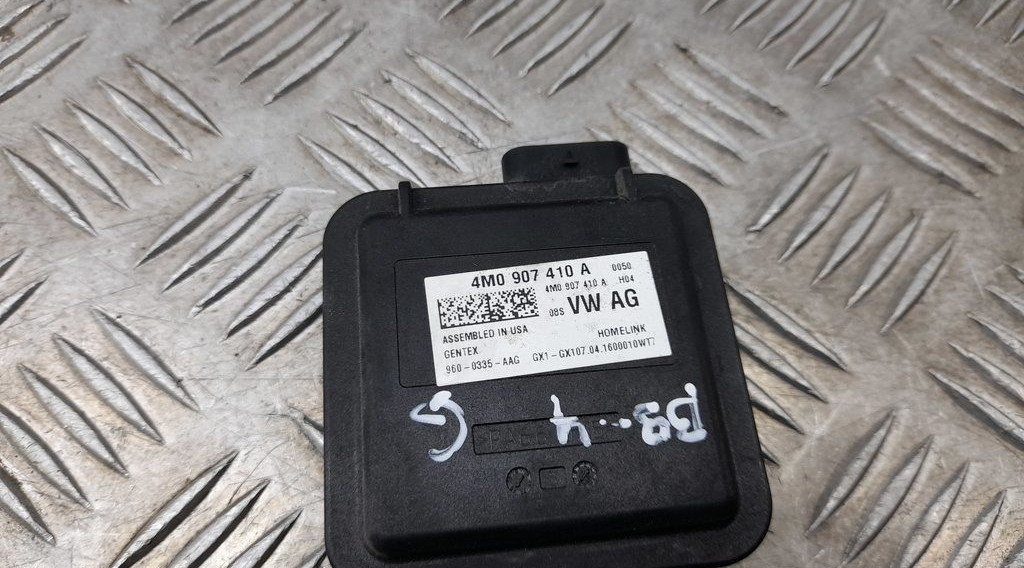 4M0 907 410 A 0050
4M0 907 410 A H04
08S VW AG
ASSEMBLED IN USA HOMELINK
GENTEX
960-0335-AAG GX1-GX107.04.1600010WT7